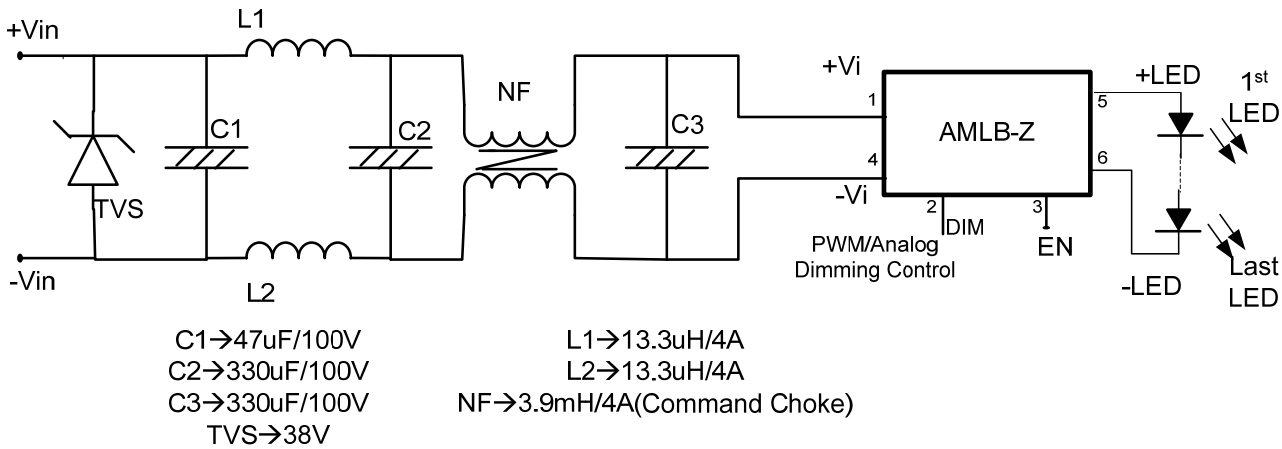 L1
+Vin
+Vi
+LED
1st
LED
NF
1
5
C1
C2
C3
AMLB-Z
4
6
-Vi
TVS
2
DIM
3
PWM/Analog
Dimming Control
EN
-Vin
L2
-LED
Last
LED
C1→47uF/100V
L1→13.3uH/4A
C2→330uF/100V
L2→13.3uH/4A
C3→330uF/100V
NF→3.9mH/4A(Command Choke)
TVS→38V